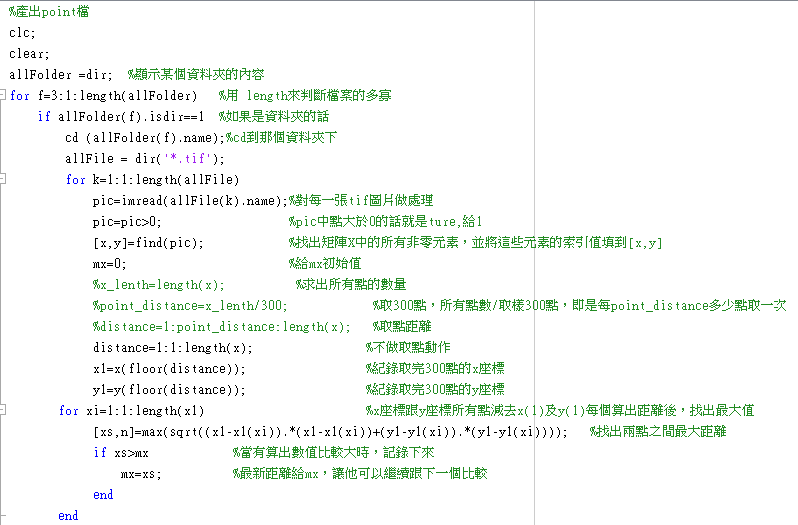 %產出point檔
clc;
clear;
allFolder =dir;  %顯示某個資料夾的內容
for f=3:1:length(allFolder)   %用 length來判斷檔案的多寡
if allFolder(f).isdir==1  %如果是資料夾的話
cd (allFolder(f).name);%cd到那個資料夾下
allFile = dir('*.tif');
for k=1:1:length(allFile)
pic=imread(allFile(k).name);%對每一張tif圖片做處理
pic=pic>0;                 %pic中點大於0的話就是ture,給1
[x,y]=find(pic);           %找出矩陣X中的所有非零元素，並將這些元素的索引值填到[x,y]
mx=0;                      %給mx初始值
%x_lenth=length(x);         %求出所有點的數量
%point_distance=x_lenth/300;           %取300點，所有點數/取樣300點，即是每point_distance多少點取一次
%distance=1:point_distance:length(x);  %取點距離
distance=1:1:length(x);               %不做取點動作
x1=x(floor(distance));                %紀錄取完300點的x座標
y1=y(floor(distance));                %紀錄取完300點的y座標
for xi=1:1:length(x1)                      %x座標跟y座標所有點減去x(1)及y(1)每個算出距離後，找出最大值
[xs,n]=max(sqrt((x1-x1(xi)).*(x1-x1(xi))+(y1-y1(xi)).*(y1-y1(xi))));  %找出兩點之間最大距離
if xs>mx           %當有算出數值比較大時，記錄下來
mx=xs;         %最新距離給mx，讓他可以繼續跟下一個比較
end
end